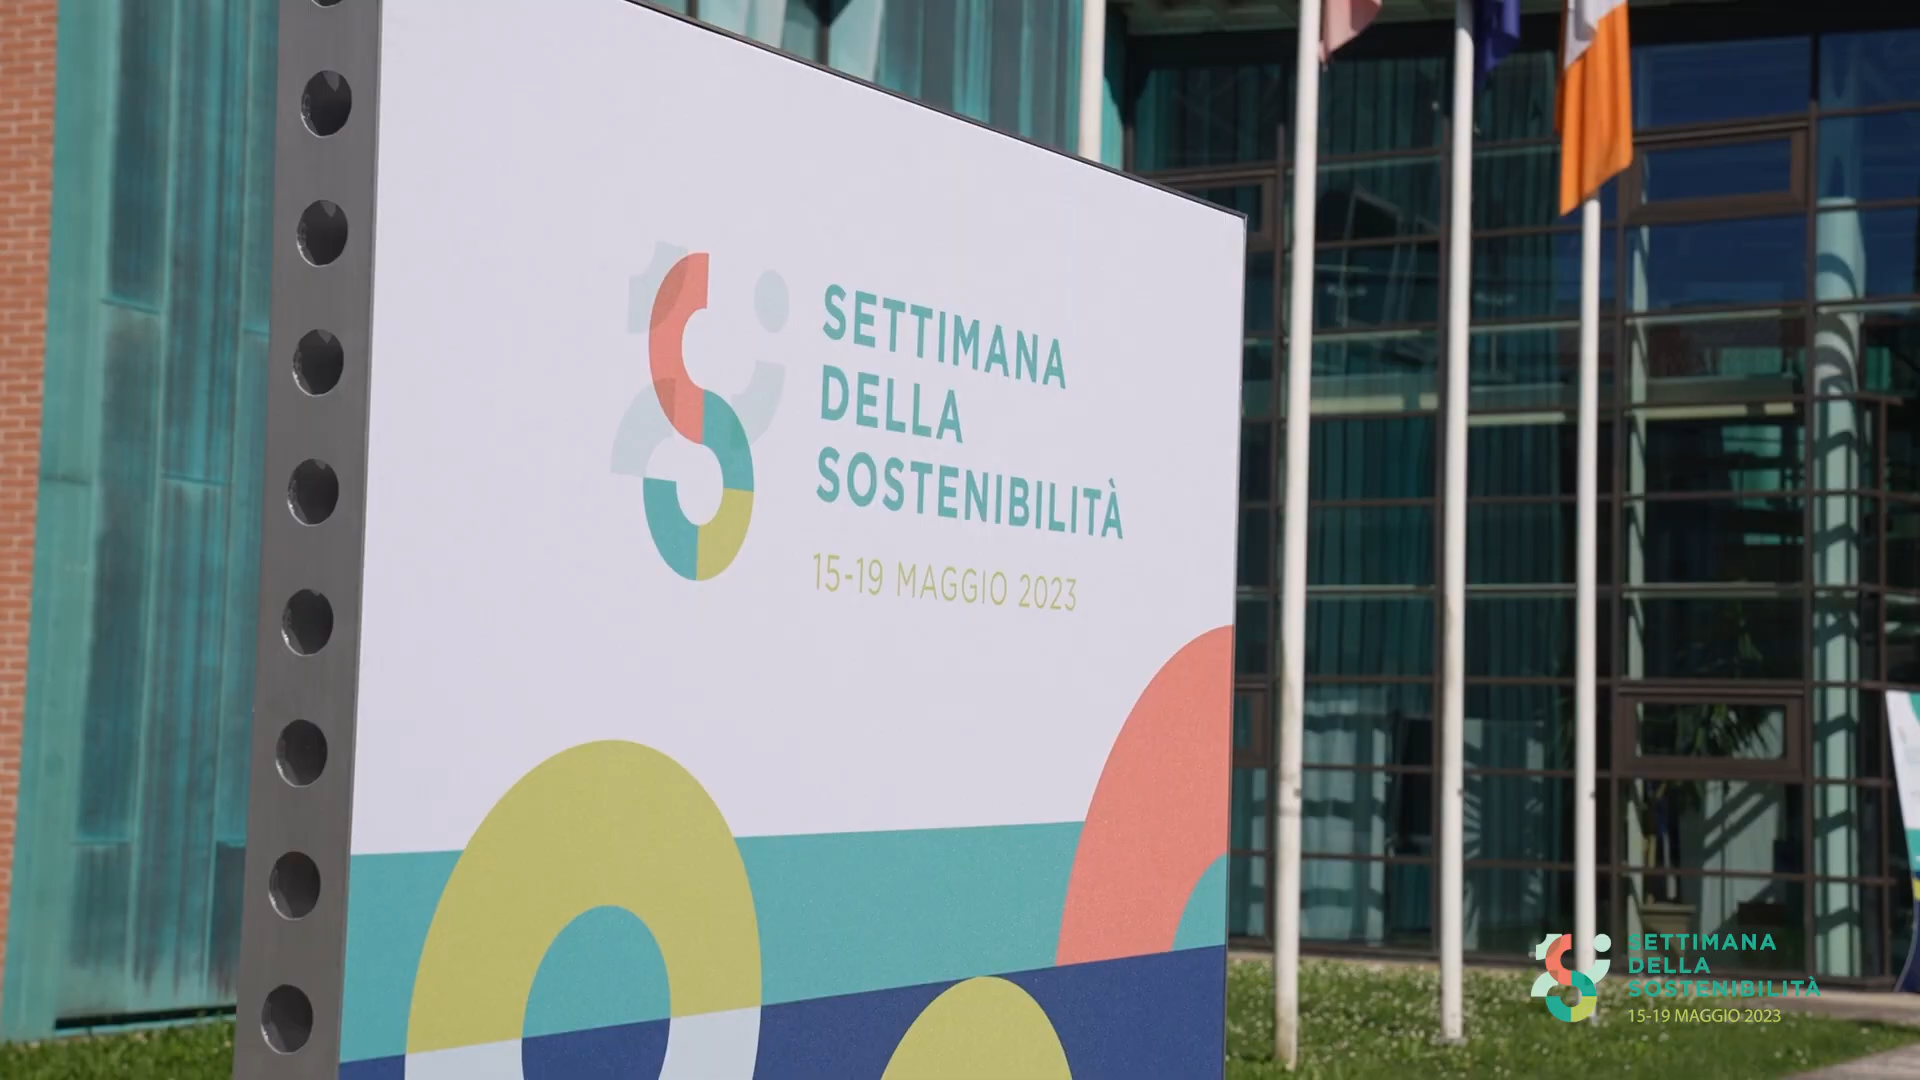 SETTIMANA
DELLA
SOSTENIBILITÀ
15-19 MAGGIO 2023
SETTIMANA
DELLA
SOSTENIBILITÀ
15-19 MAGGIO 2023